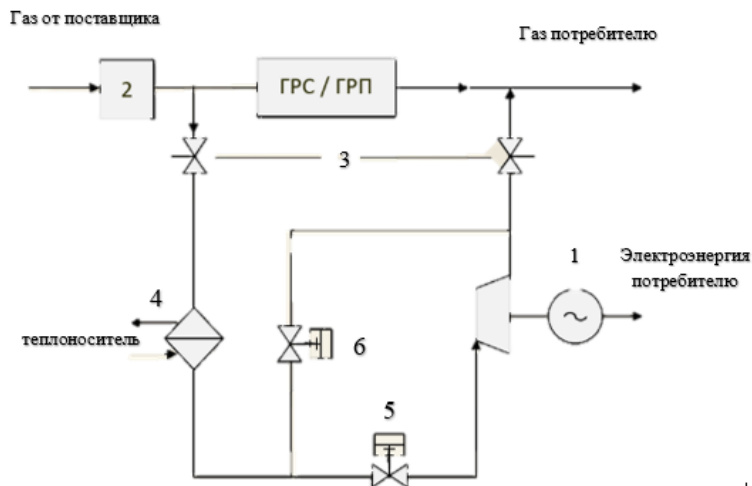 Газ от поставщика
Газ потребителю
2
ГРС / ГРП
3
1
Электроэнергия
потребителю
4
теплоноситель
6
5